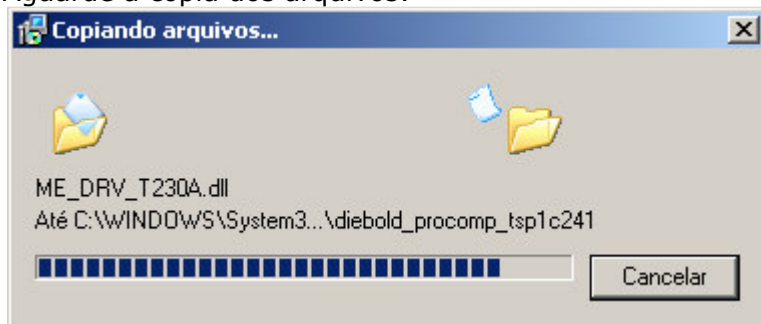 Aguarde a cópia dos arquivos.
Copiando arquivos...
ME_DRV_T230A.dll
Até C:\WINDOWS\System3...\diebold_procomp_tsp1c241
Cancelar